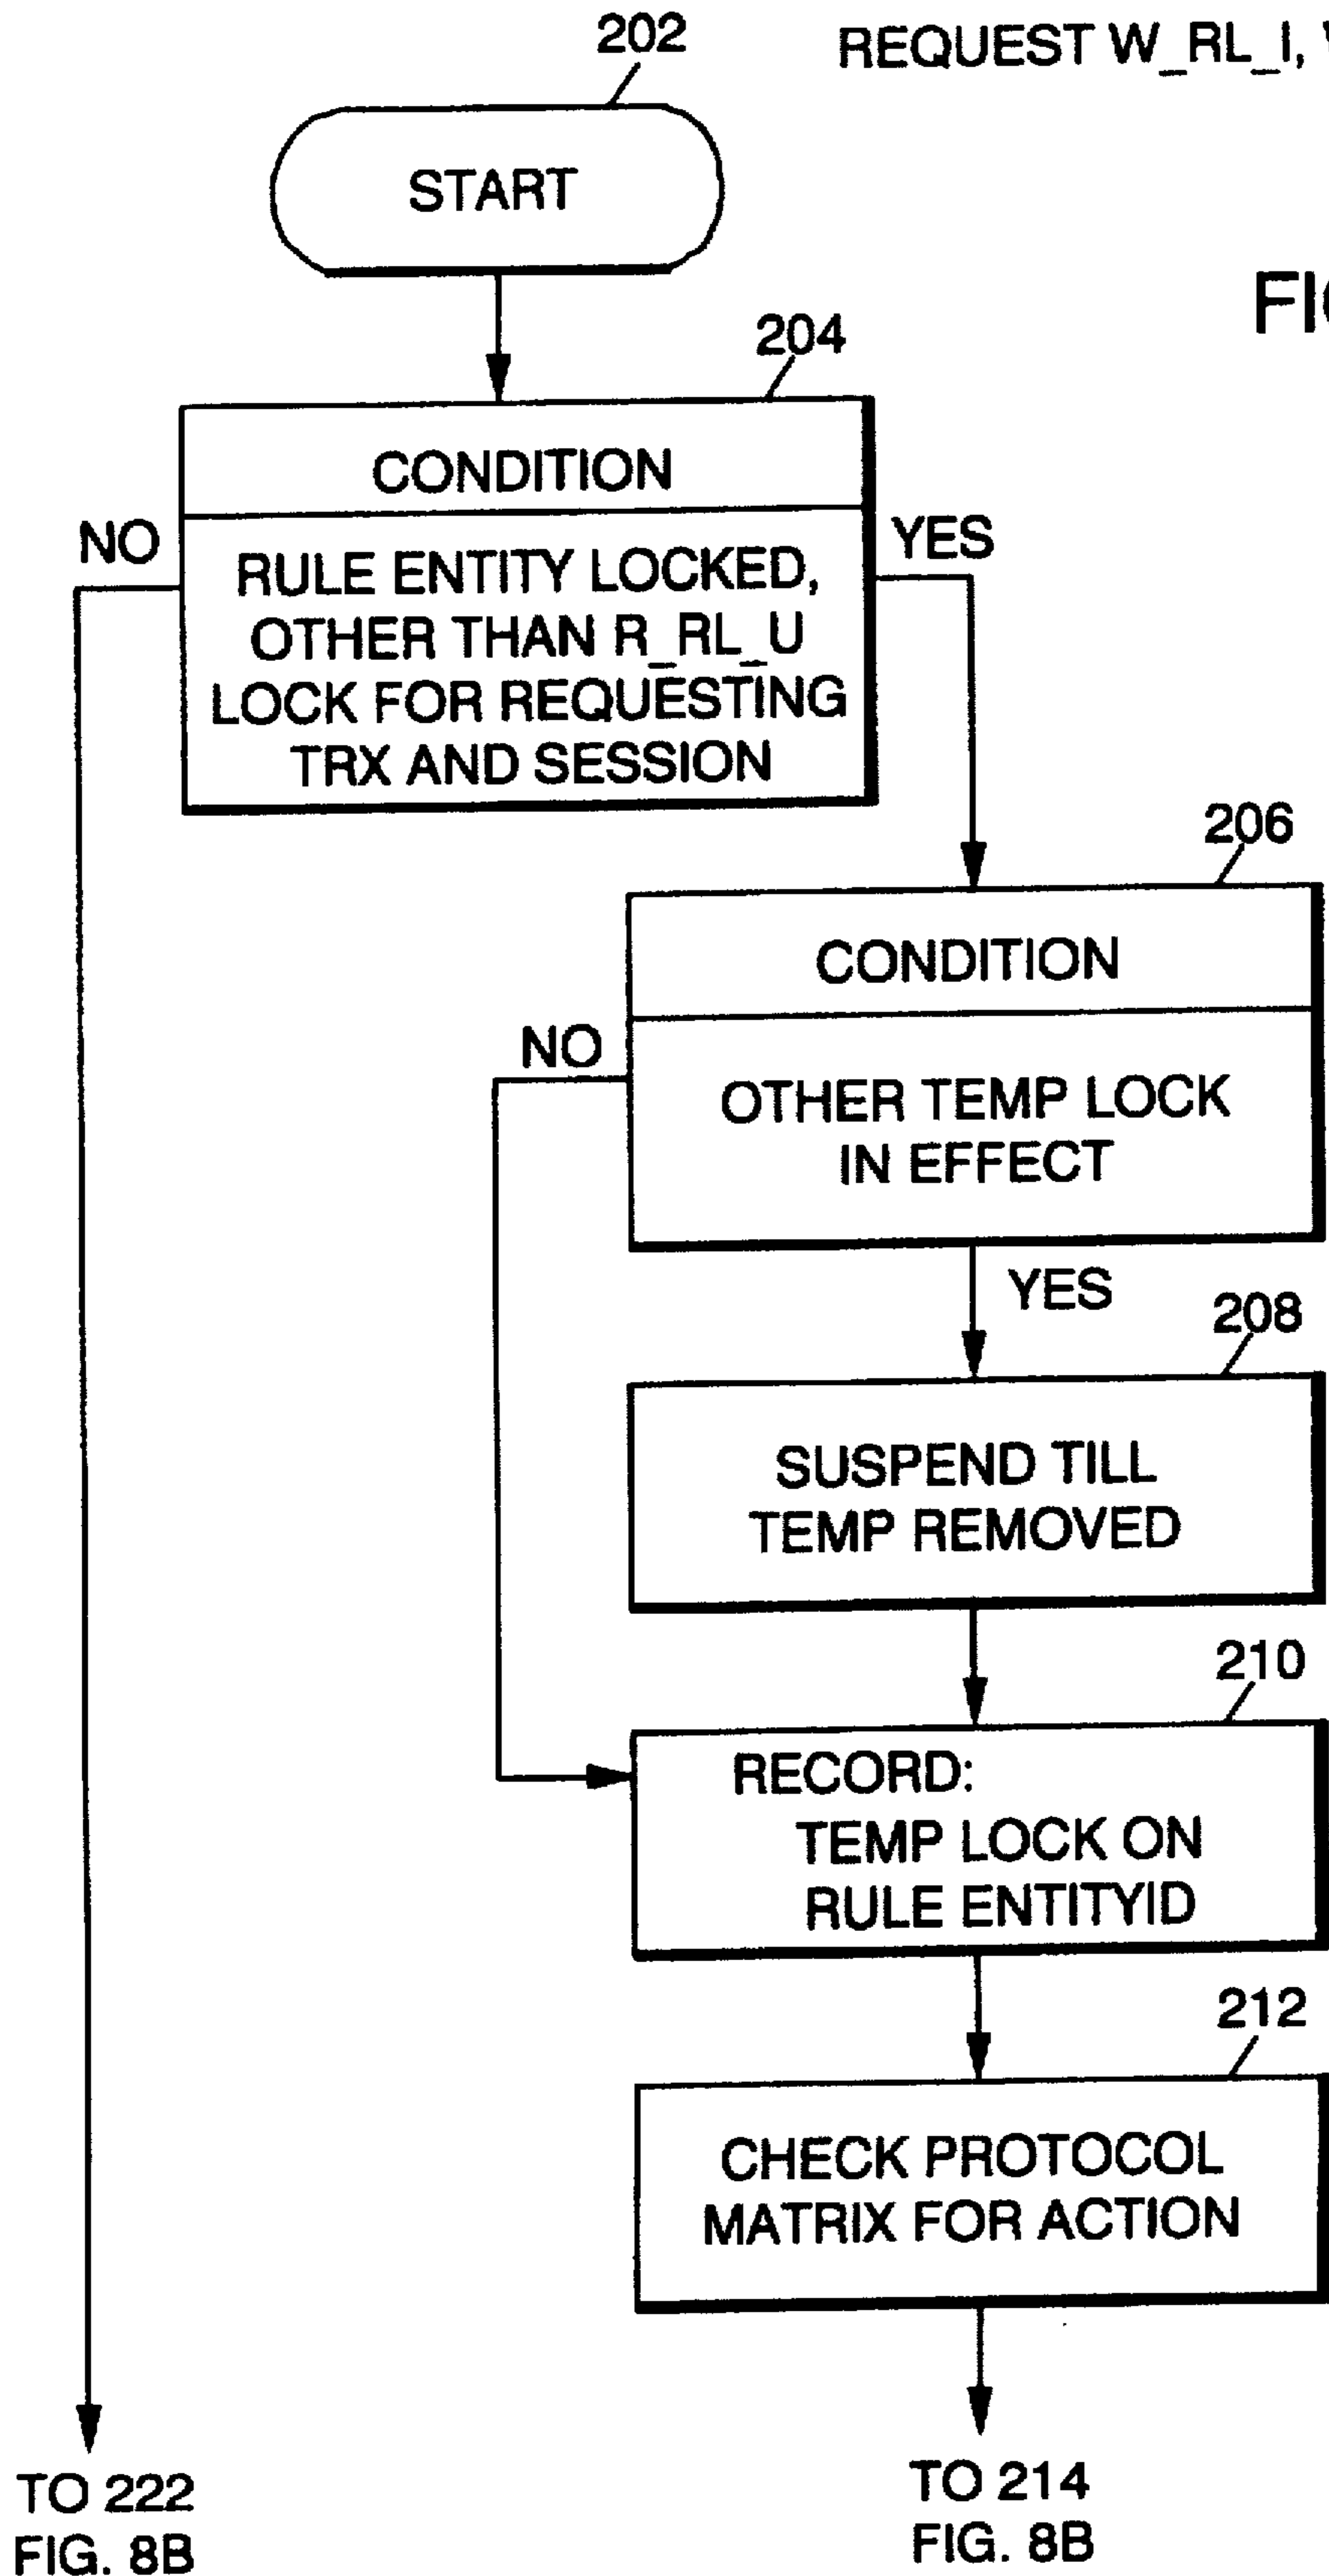 202
REQUEST W_RL_I,
START
204
CONDITION
NO
YES
RULE ENTITY LOCKED,
OTHER THAN R_RL_U
LOCK FOR REQUESTING
TRX AND SESSION
206
CONDITION
NO
OTHER TEMP LOCK
IN EFFECT
YES
208
SUSPEND TILL
TEMP REMOVED
210
RECORD:
TEMP LOCK ON
RULE ENTITYID
212
CHECK PROTOCOL
MATRIX FOR ACTION
TO 222
FIG. 8B
TO 214
FIG. 8B